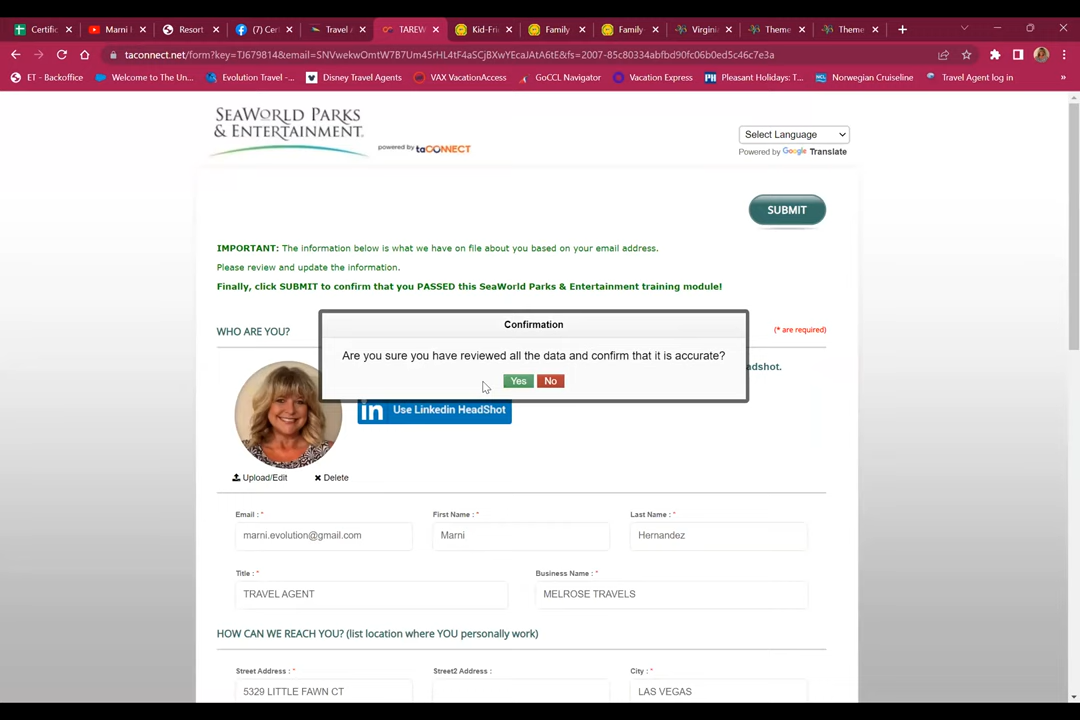 Certific
Marni
Resort
(7) Cer
Travel A
TAREW
Kid-Fri
Family
Family
Virgini
Theme
Theme
taconnect.net/form?key=TJ679814&email=SNVwekwOmtW7B7Um45rHL4tF4aSCjBXwYEcaJAtA6tE8&fs=2007-85c80334abfbd90fc06b0ed5c46c7e3a
ET - Backoffice
Welcome to The Un...
Evolution Travel -...
Disney Travel Agents
VAX VacationAccess
GoCCL Navigator
Vacation Express
Pleasant Holidays: T...
Norwegian Cruiseline
Travel Agent log in
SEAWORLD PARKS
& ENTERTAINMENT.
powered by taCONNECT
Select Language
Powered by Google Translate
SUBMIT
IMPORTANT: The information below is what we have on file about you based on your email address.
Please review and update the information.
Finally, click SUBMIT to confirm that you PASSED this SeaWorld Parks & Entertainment training module!
WHO ARE YOU?
(* are required)
Confirmation
Are you sure you have reviewed all the data and confirm that it is accurate?
Yes No
adshot.
in Use Linkedin HeadShot
Upload/Edit
Delete
Email : *
First Name : *
Last Name : *
marni.evolution@gmail.com
Marni
Hernandez
Title : *
Business Name : *
TRAVEL AGENT
MELROSE TRAVELS
HOW CAN WE REACH YOU? (list location where YOU personally work)
Street Address : *
Street2 Address :
City : *
5329 LITTLE FAWN CT
LAS VEGAS